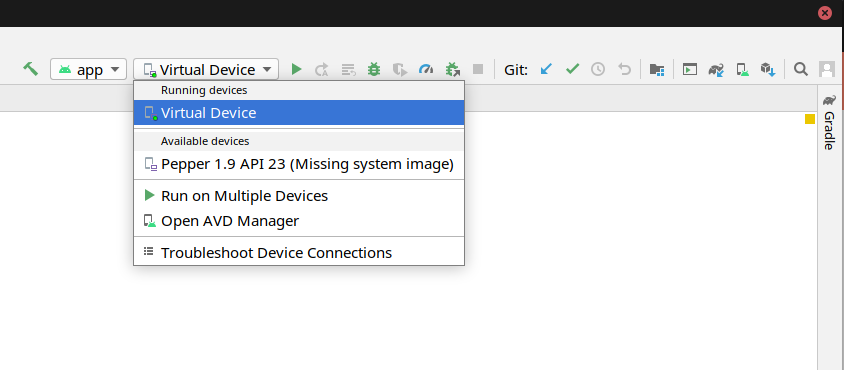 app
Virtual Device
Git:
Running devices
Virtual Device
Available devices
Pepper 1.9 API 23 (Missing system image)
Run on Multiple Devices
Open AVD Manager
Troubleshoot Device Connections
Gradle